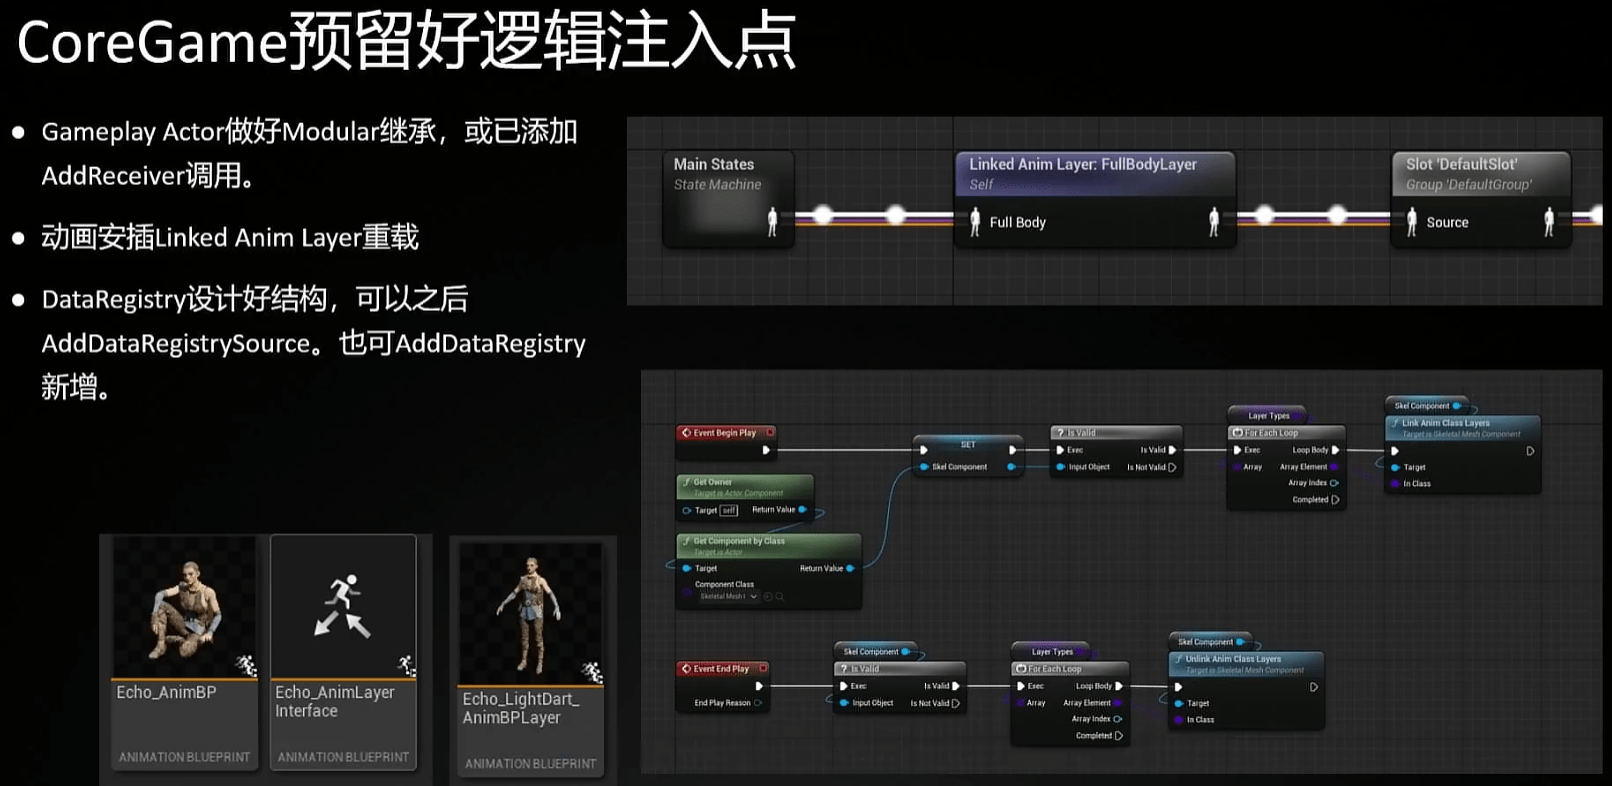 CoreGame预留好逻辑注入点
● Gameplay Actor做好Modular继承，或已添加
AddReceiver调用。
● 动画安插Linked Anim Layer重载
● DataRegistry设计好结构，可以之后
AddDataRegistrySource。也可AddDataRegistry
新增。
Main States
State Machine
Linked Anim Layer: FullBodyLayer
Self
Full Body
Slot 'DefaultSlot'
Group 'DefaultGroup'
Source
Event Begin Play
SET
Skel Component
? Is Valid
Exec Is Valid
Input Object Is Not Valid
Layer Types
For Each Loop
Exec Loop Body
Array Array Element
Array Index
Completed
Skel Component
f Link Anim Class Layers
Target is Skeletal Mesh Component
Target
In Class
f Get Owner
Target is Actor Component
Target self Return Value
f Get Component by Class
Target is Actor
Target Return Value
Component Class
Skeletal Mesh
Event End Play
End Play Reason
Skel Component
? Is Valid
Exec Is Valid
Input Object Is Not Valid
Layer Types
For Each Loop
Exec Loop Body
Array Array Element
Array Index
Completed
Skel Component
f Unlink Anim Class Layers
Target is Skeletal Mesh Component
Target
In Class
Echo_AnimBP
ANIMATION BLUEPRINT
Echo_AnimLayer
Interface
ANIMATION BLUEPRINT
Echo_LightDart_
AnimBPLayer
ANIMATION BLUEPRINT